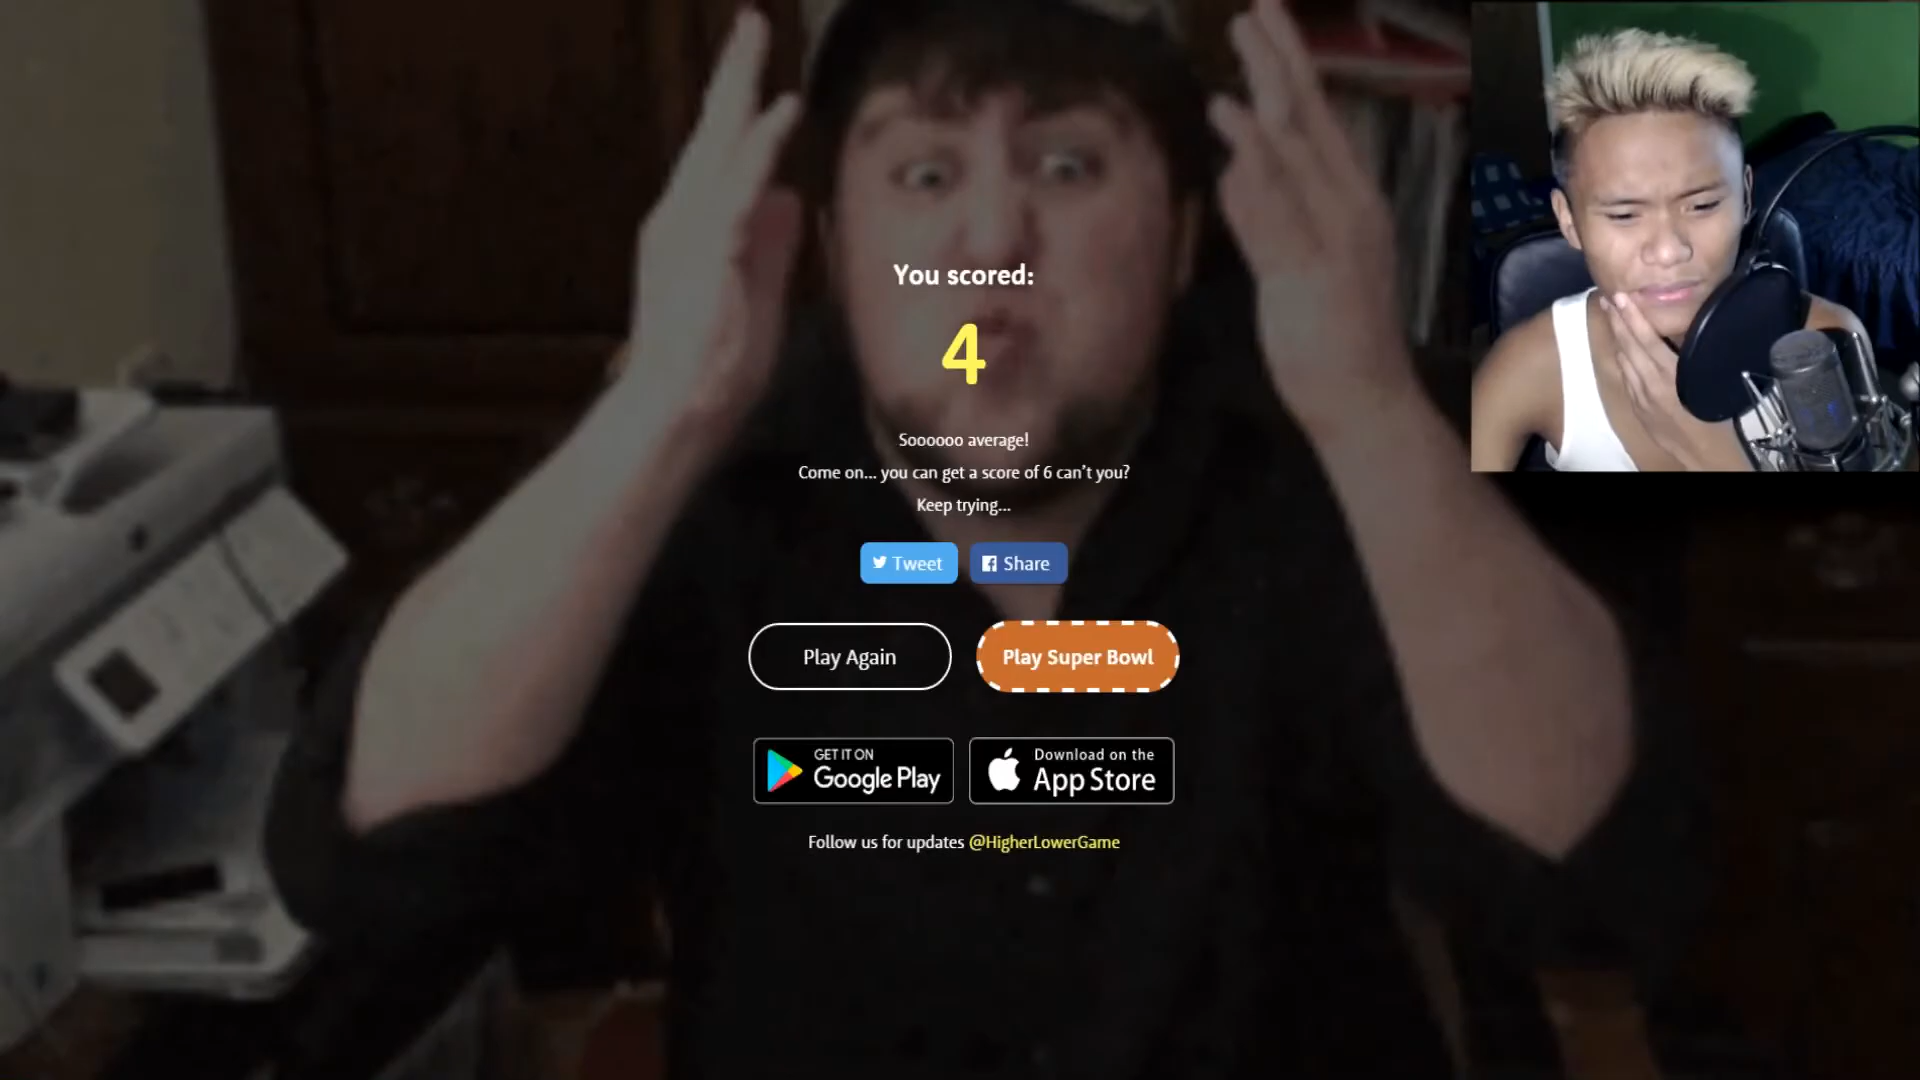 You scored:
4
Soooooo average!
Come on... you can get a score of 6 can't you?
Keep trying...
Tweet
Share
Play Again
Play Super Bowl
GET IT ON
Google Play
Download on the
App Store
Follow us for updates @HigherLowerGame